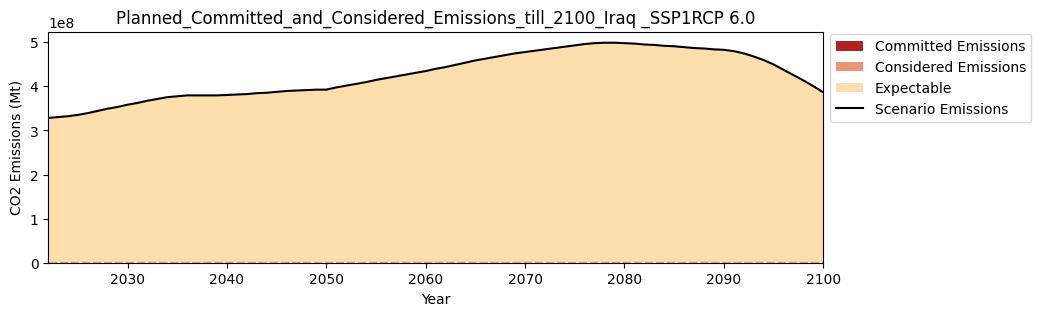 Planned_Committed_and_Considered_Emissions_till_2100_Iraq _SSP1RCP 6.0
1e8
5
4
3
2
1
0
CO2 Emissions (Mt)
2030 2040 2050 2060 2070 2080 2090 2100
Year
Committed Emissions
Considered Emissions
Expectable
Scenario Emissions